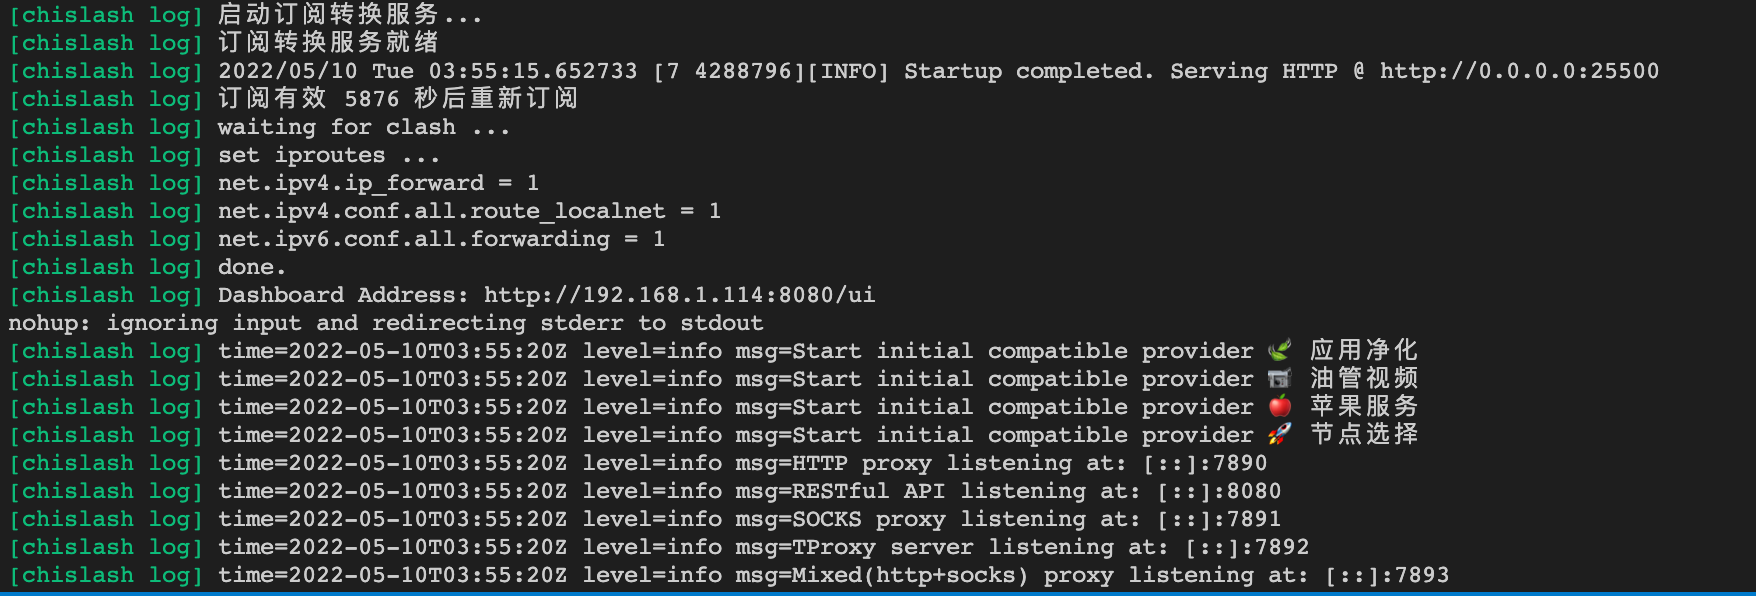 [chislash log] 启动订阅转换服务...
[chislash log] 订阅转换服务就绪
[chislash log] 2022/05/10 Tue 03:55:15.652733 [7 4288796][INFO] Startup completed. Serving HTTP @ http://0.0.0.0:25500
[chislash log] 订阅有效 5876 秒后重新订阅
[chislash log] waiting for clash ...
[chislash log] set iproutes ...
[chislash log] net.ipv4.ip_forward = 1
[chislash log] net.ipv4.conf.all.route_localnet = 1
[chislash log] net.ipv6.conf.all.forwarding = 1
[chislash log] done.
[chislash log] Dashboard Address: http://192.168.1.114:8080/ui
nohup: ignoring input and redirecting stderr to stdout
[chislash log] time=2022-05-10T03:55:20Z level=info msg=Start initial compatible provider 🍃 应用净化
[chislash log] time=2022-05-10T03:55:20Z level=info msg=Start initial compatible provider 📹 油管视频
[chislash log] time=2022-05-10T03:55:20Z level=info msg=Start initial compatible provider 🍎 苹果服务
[chislash log] time=2022-05-10T03:55:20Z level=info msg=Start initial compatible provider 🚀 节点选择
[chislash log] time=2022-05-10T03:55:20Z level=info msg=HTTP proxy listening at: [::]:7890
[chislash log] time=2022-05-10T03:55:20Z level=info msg=RESTful API listening at: [::]:8080
[chislash log] time=2022-05-10T03:55:20Z level=info msg=SOCKS proxy listening at: [::]:7891
[chislash log] time=2022-05-10T03:55:20Z level=info msg=TProxy server listening at: [::]:7892
[chislash log] time=2022-05-10T03:55:20Z level=info msg=Mixed(http+socks) proxy listening at: [::]:7893